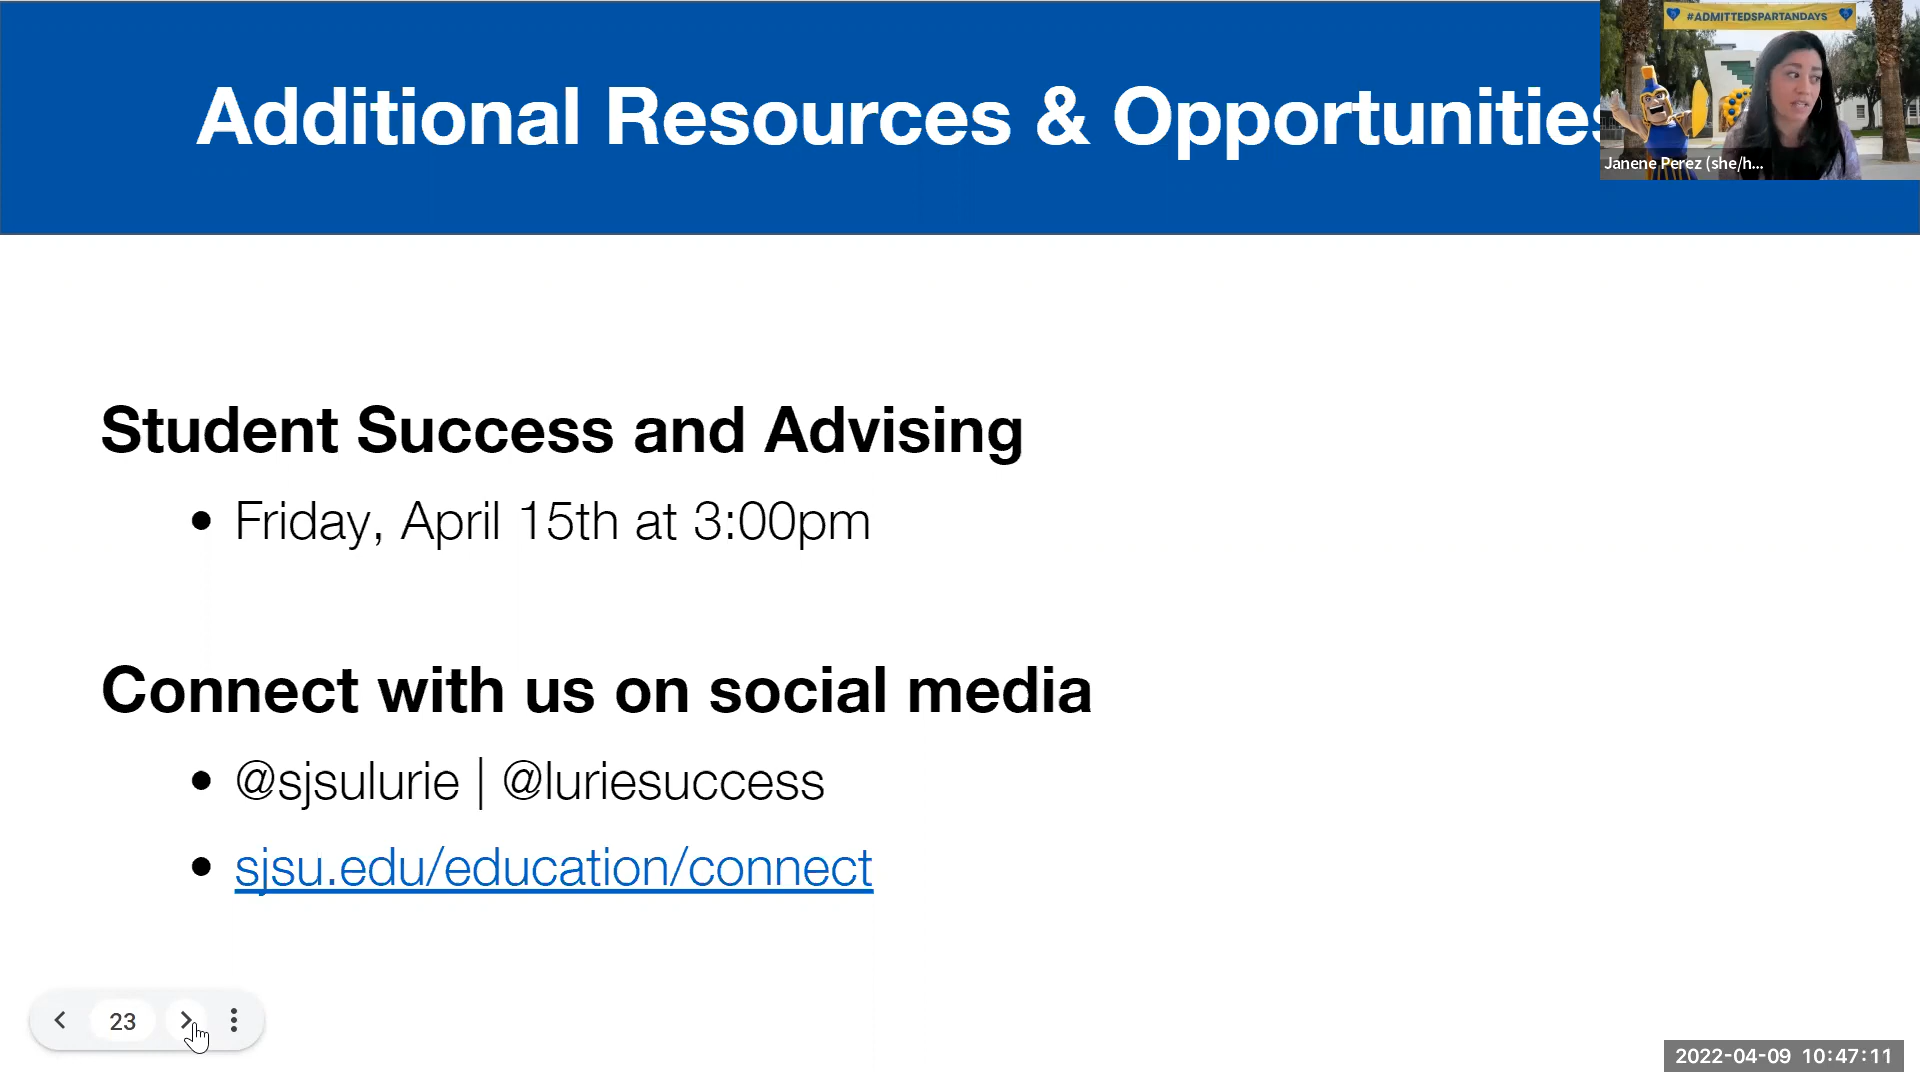 #ADMITTEDSPARTANDAYS
Additional Resources & Opportunities
Janene Perez (she/h...
Student Success and Advising
• Friday, April 15th at 3:00pm
Connect with us on social media
• @sjsulurie | @luriesuccess
• sjsu.edu/education/connect
23
2022-04-09 10:47:11